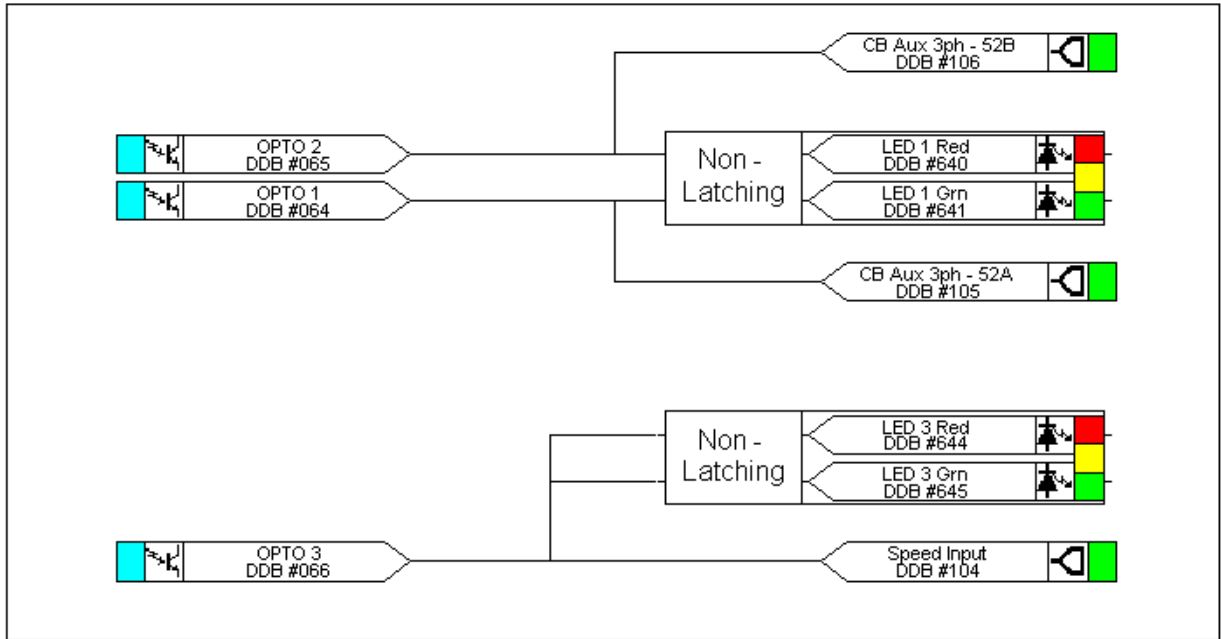 CB Aux 3ph - 52B
DDB #106
OPTO 2
DDB #065
Non -
Latching
LED 1 Red
DDB #640
OPTO 1
DDB #064
LED 1 Grn
DDB #641
CB Aux 3ph - 52A
DDB #105
Non -
Latching
LED 3 Red
DDB #644
LED 3 Grn
DDB #645
OPTO 3
DDB #066
Speed Input
DDB #104